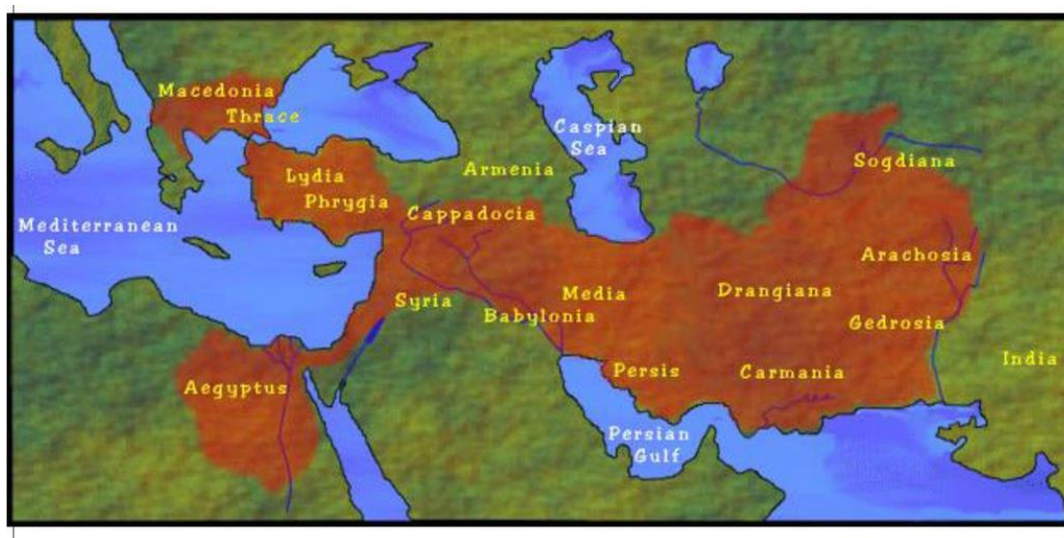 Macedonia
Thrace
Lydia
Phrygia
Armenia
Caspian
Sea
Sogdiana
Cappadocia
Mediterranean
Sea
Syria
Babylonia
Media
Drangiana
Arachosia
Gedrosia
India
Aegyptus
Persis
Carmania
Persian
Gulf